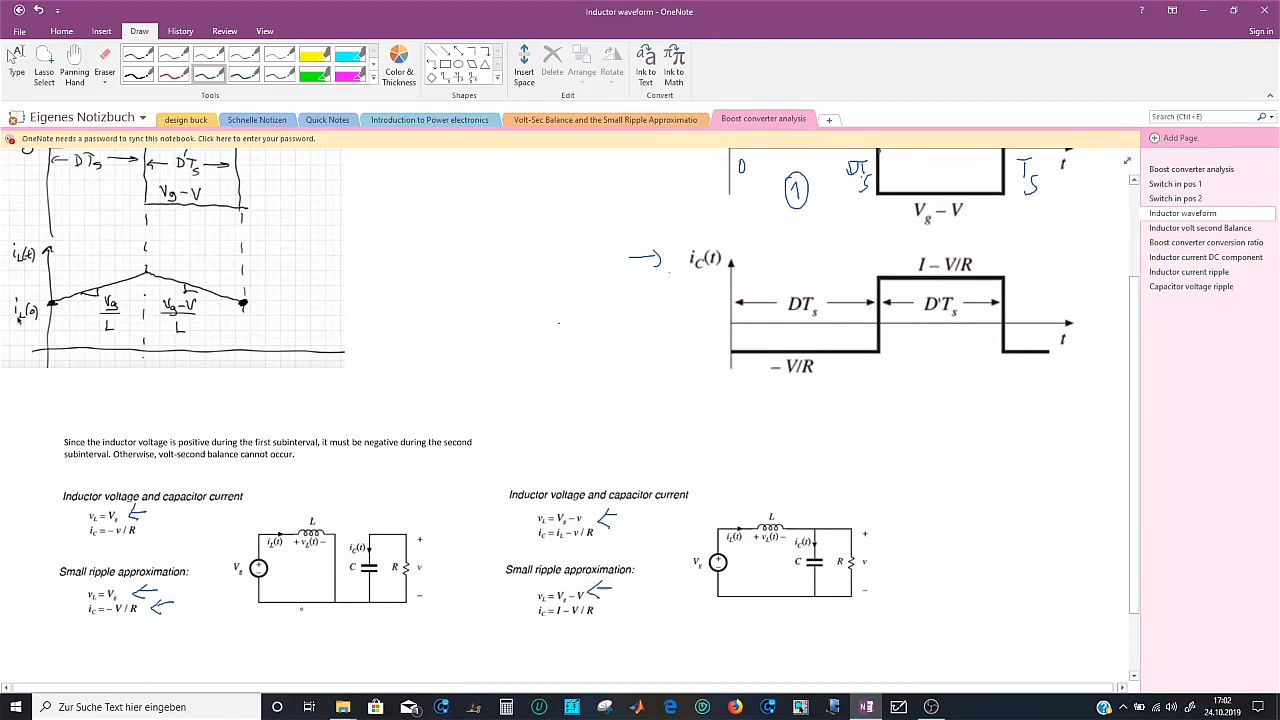 Inductor waveform - OneNote
?
File
Home
Insert
Draw
History
Review
View
Sign in
Type
Lasso Select
Panning Hand
Eraser
Color & Thickness
Insert Space
Delete
Arrange
Rotate
Ink to Text
Ink to Math
Tools
Shapes
Edit
Convert
Eigenes Notizbuch
design buck
Schnelle Notizen
Quick Notes
Introduction to Power electronics
Volt-Sec Balance and the Small Ripple Approximatio
Boost converter analysis
Search (Ctrl+E)
OneNote needs a password to sync this notebook. Click here to enter your password.
Add Page
Boost converter analysis
Switch in pos 1
Switch in pos 2
Inductor waveform
Inductor volt second Balance
Boost converter conversion ratio
Inductor current DC component
Inductor current ripple
Capacitor voltage ripple
DTs
D'Ts
Vg-V
iL(t)
iL(0)
Vg/L
Vg-V/L
0
1
DTs
Ts
t
Vg – V
iC(t)
I – V/R
DTs
D'Ts
t
– V/R
Since the inductor voltage is positive during the first subinterval, it must be negative during the second
subinterval. Otherwise, volt-second balance cannot occur.
Inductor voltage and capacitor current
vL = Vg
iC = – v / R
Small ripple approximation:
vL = Vg
iC = – V / R
L
iL(t)
+ vL(t) –
Vg
+
–
iC(t)
C
R
+
v
–
Inductor voltage and capacitor current
vL = Vg – v
iC = iL – v / R
Small ripple approximation:
vL = Vg – V
iC = I – V / R
L
iL(t)
+ vL(t) –
Vg
+
–
iC(t)
C
R
+
v
–
Zur Suche Text hier eingeben
17:02
24.10.2019